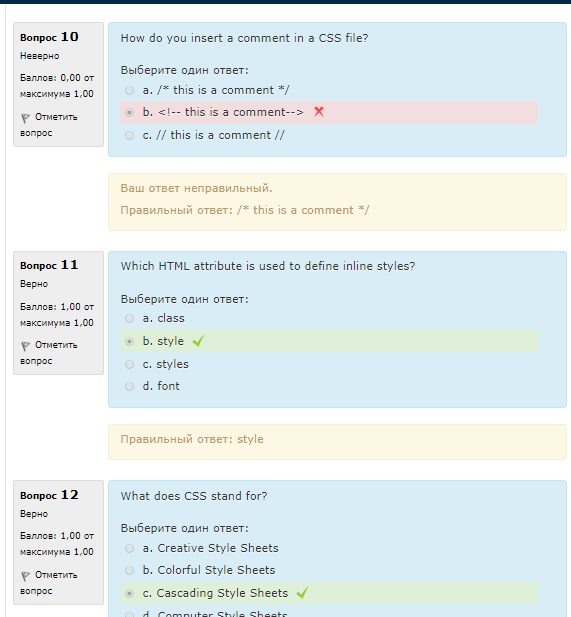 Вопрос 10
Неверно
Баллов: 0,00 от
максимума 1,00
Отметить
вопрос
How do you insert a comment in a CSS file?
Выберите один ответ:
a. /* this is a comment */
b. <!-- this is a comment-->
c. // this is a comment //
Ваш ответ неправильный.
Правильный ответ: /* this is a comment */
Вопрос 11
Верно
Баллов: 1,00 от
максимума 1,00
Отметить
вопрос
Which HTML attribute is used to define inline styles?
Выберите один ответ:
a. class
b. style
c. styles
d. font
Правильный ответ: style
Вопрос 12
Верно
Баллов: 1,00 от
максимума 1,00
Отметить
вопрос
What does CSS stand for?
Выберите один ответ:
a. Creative Style Sheets
b. Colorful Style Sheets
c. Cascading Style Sheets
d. Computer Style Sheets